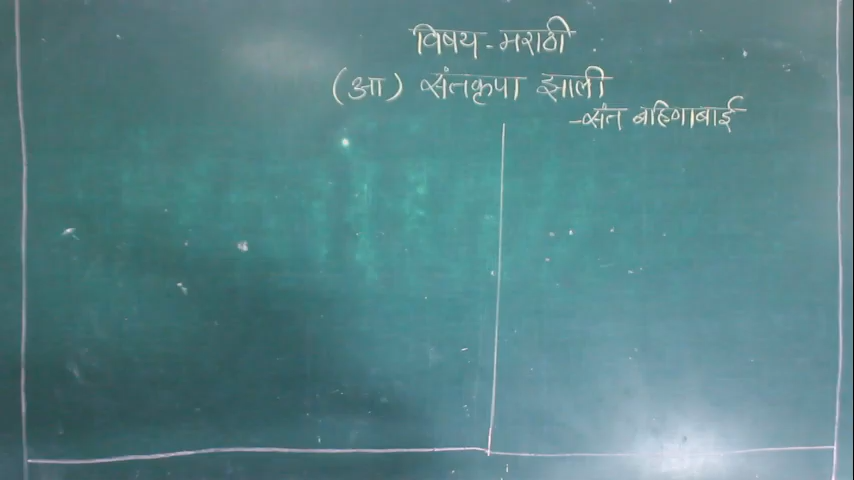 विषय - मराठी
(आ) संतकृपा झाली
- संत बहिणाबाई